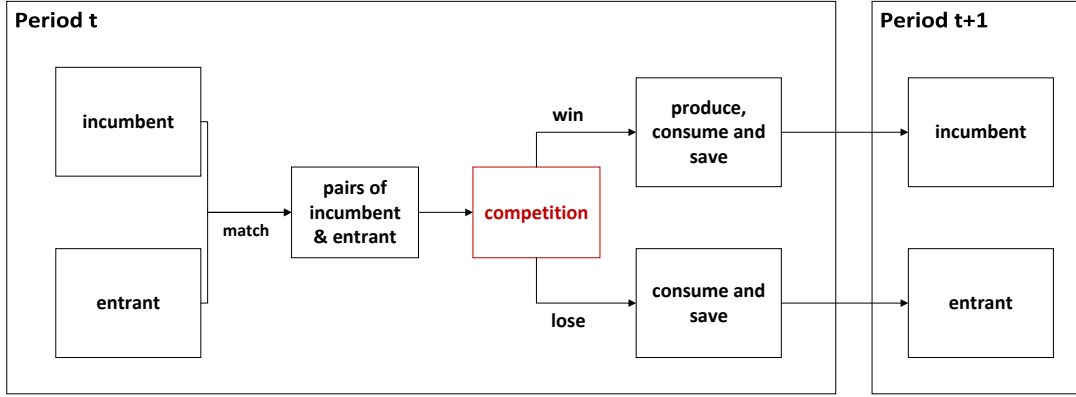 Period t
incumbent
entrant
match
pairs of
incumbent
& entrant
competition
win
lose
produce,
consume and
save
consume and
save
Period t+1
incumbent
entrant